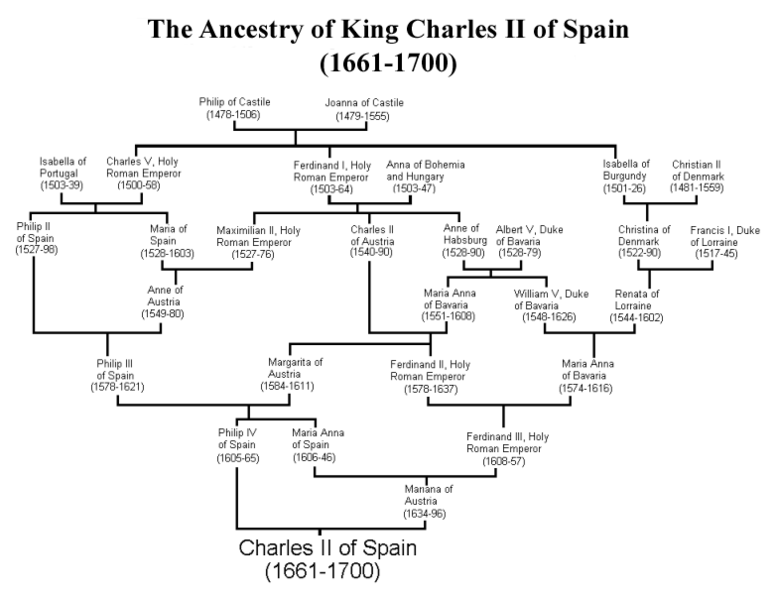 The Ancestry of King Charles II of Spain
(1661-1700)
Philip of Castile
(1478-1506)
Joanna of Castile
(1479-1555)
Isabella of
Portugal
(1503-39)
Charles V, Holy
Roman Emperor
(1500-58)
Ferdinand I, Holy
Roman Emperor
(1503-64)
Anna of Bohemia
and Hungary
(1503-47)
Isabella of
Burgundy
(1501-26)
Christian II
of Denmark
(1481-1559)
Philip II
of Spain
(1527-98)
Maria of
Spain
(1528-1603)
Maximilian II, Holy
Roman Emperor
(1527-76)
Charles II
of Austria
(1540-90)
Anne of
Habsburg
(1528-90)
Albert V, Duke
of Bavaria
(1528-79)
Christina of
Denmark
(1522-90)
Francis I, Duke
of Lorraine
(1517-45)
Anne of
Austria
(1549-80)
Maria Anna
of Bavaria
(1551-1608)
William V, Duke
of Bavaria
(1548-1626)
Renata of
Lorraine
(1544-1602)
Philip III
of Spain
(1578-1621)
Margarita of
Austria
(1584-1611)
Ferdinand II, Holy
Roman Emperor
(1578-1637)
Maria Anna
of Bavaria
(1574-1616)
Philip IV
of Spain
(1605-65)
Maria Anna
of Spain
(1606-46)
Ferdinand III, Holy
Roman Emperor
(1608-57)
Mariana of
Austria
(1634-96)
Charles II of Spain
(1661-1700)